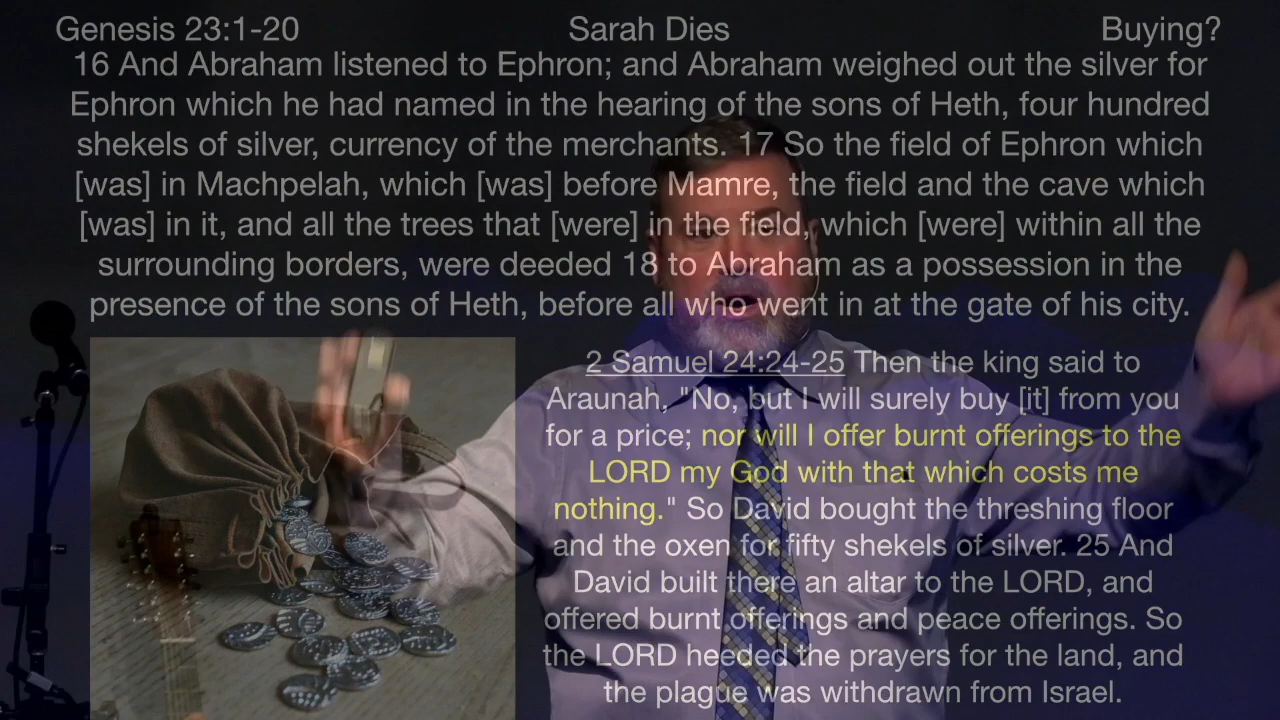 Genesis 23:1-20 Sarah Dies Buying?
16 And Abraham listened to Ephron; and Abraham weighed out the silver for
Ephron which he had named in the hearing of the sons of Heth, four hundred
shekels of silver, currency of the merchants. 17 So the field of Ephron which
[was] in Machpelah, which [was] before Mamre, the field and the cave which
[was] in it, and all the trees that [were] in the field, which [were] within all the
surrounding borders, were deeded 18 to Abraham as a possession in the
presence of the sons of Heth, before all who went in at the gate of his city.
2 Samuel 24:24-25 Then the king said to
Araunah, "No, but I will surely buy [it] from you
for a price; nor will I offer burnt offerings to the
LORD my God with that which costs me
nothing." So David bought the threshing floor
and the oxen for fifty shekels of silver. 25 And
David built there an altar to the LORD, and
offered burnt offerings and peace offerings. So
the LORD heeded the prayers for the land, and
the plague was withdrawn from Israel.